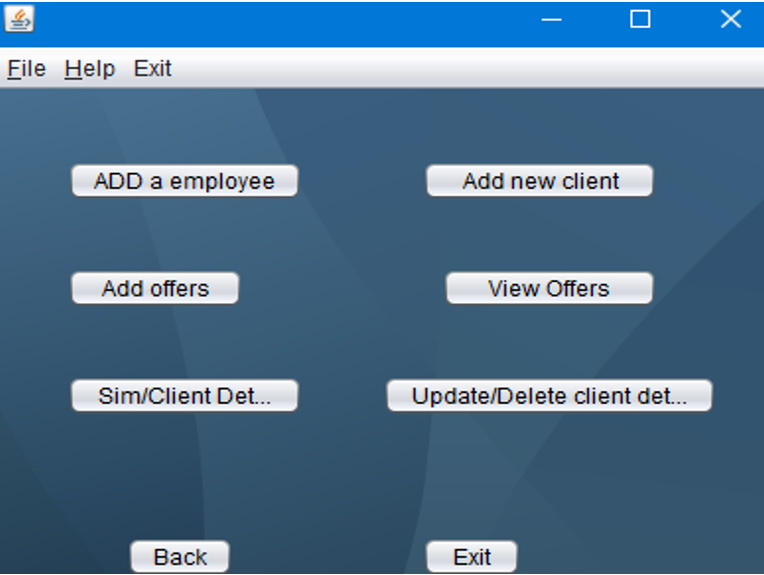 File Help Exit
ADD a employee Add new client
Add offers View Offers
Sim/Client Det... Update/Delete client det...
Back Exit